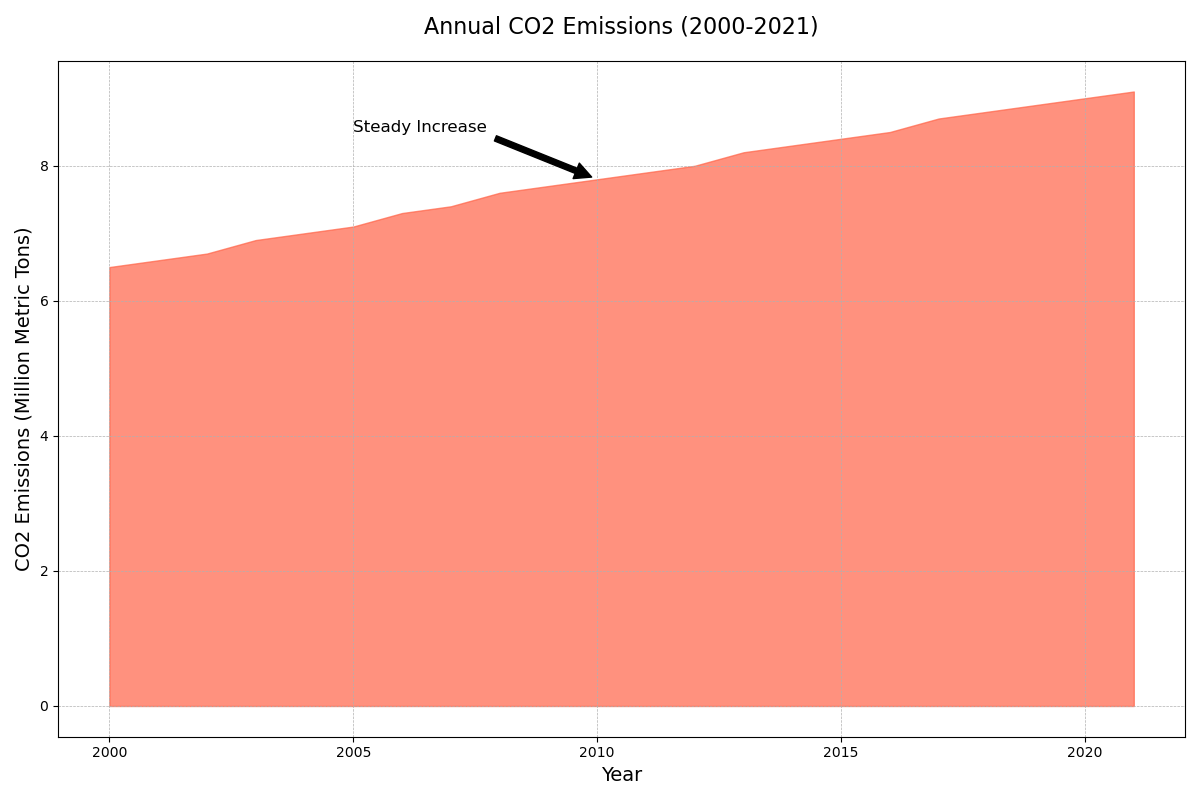 Annual CO2 Emissions (2000-2021)
Steady Increase
CO2 Emissions (Million Metric Tons)
8
6
4
2
0
2000
2005
2010
2015
2020
Year